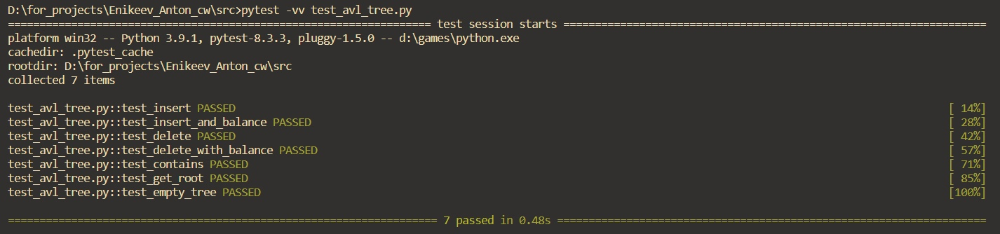 D:\for_projects\Enikeev_Anton_cw\src>pytest -vv test_avl_tree.py
=================================================================== test session starts ===================================================================
platform win32 -- Python 3.9.1, pytest-8.3.3, pluggy-1.5.0 -- d:\games\python.exe
cachedir: .pytest_cache
rootdir: D:\for_projects\Enikeev_Anton_cw\src
collected 7 items
test_avl_tree.py::test_insert PASSED [ 14%]
test_avl_tree.py::test_insert_and_balance PASSED [ 28%]
test_avl_tree.py::test_delete PASSED [ 42%]
test_avl_tree.py::test_delete_with_balance PASSED [ 57%]
test_avl_tree.py::test_contains PASSED [ 71%]
test_avl_tree.py::test_get_root PASSED [ 85%]
test_avl_tree.py::test_empty_tree PASSED [100%]
==================================================================== 7 passed in 0.48s ====================================================================